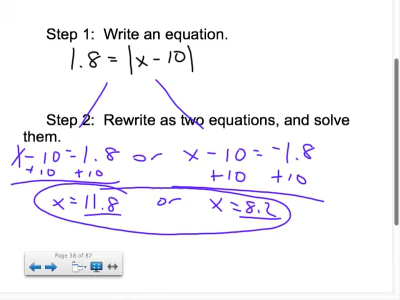 Step 1: Write an equation.
1.8 = |x - 10|
Step 2: Rewrite as two equations, and solve
them.
x - 10 = 1.8 or x - 10 = -1.8
+10 +10 +10 +10
x = 11.8 or x = 8.2
Page 38 of 87